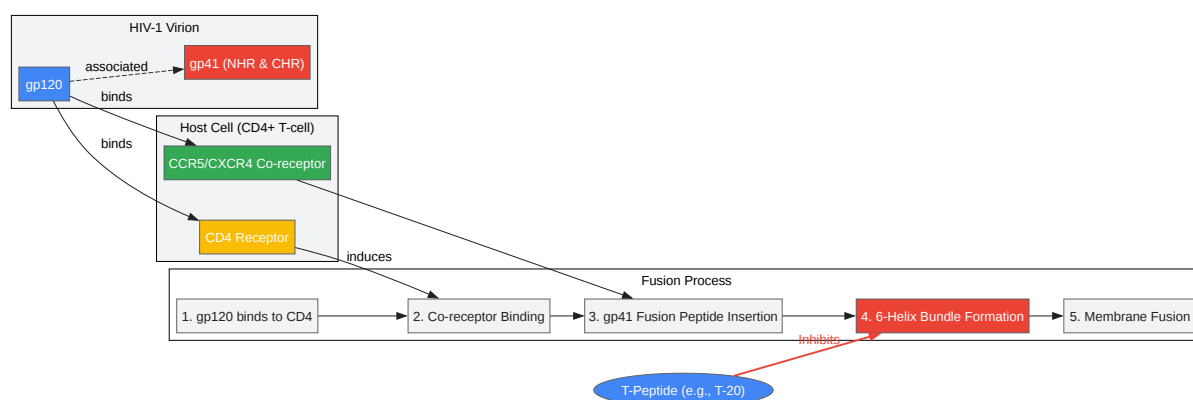 HIV-1 Virion
gp41 (NHR & CHR)
associated
gp120
binds
binds
Host Cell (CD4+ T-cell)
CCR5/CXCR4 Co-receptor
CD4 Receptor
induces
Fusion Process
1. gp120 binds to CD4
2. Co-receptor Binding
3. gp41 Fusion Peptide Insertion
4. 6-Helix Bundle Formation
5. Membrane Fusion
Inhibits
T-Peptide (e.g., T-20)